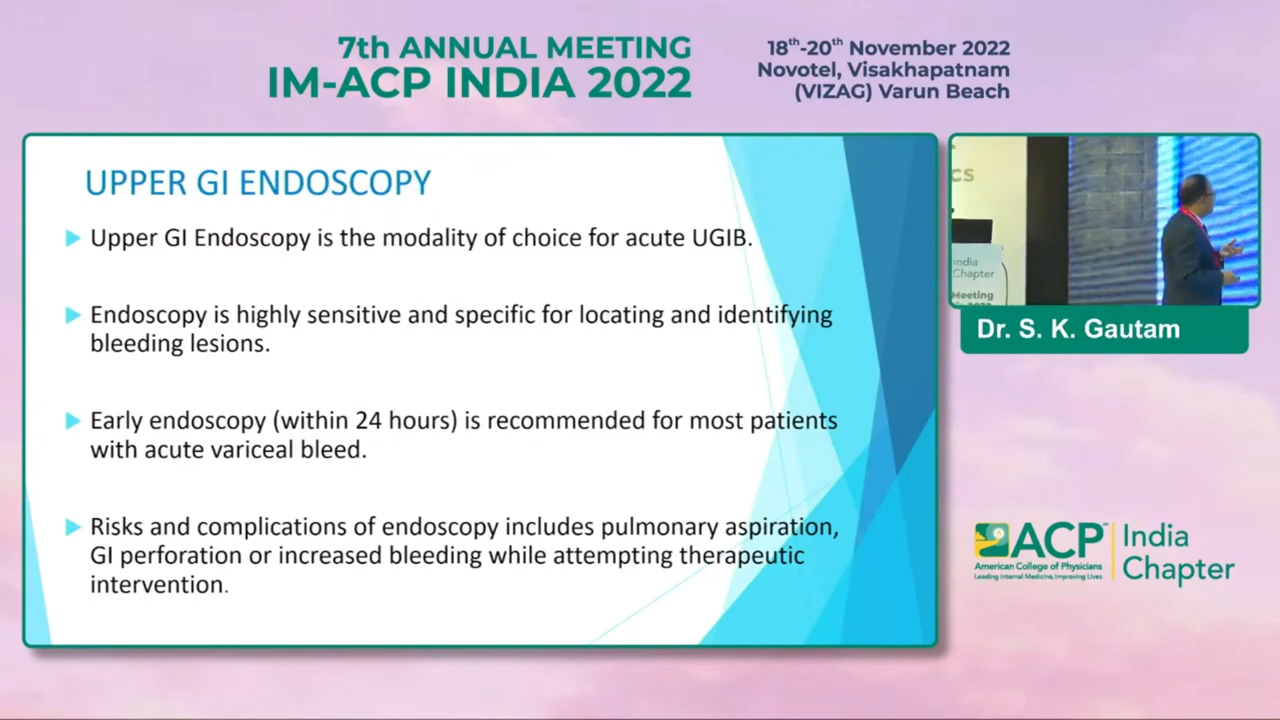 7th ANNUAL MEETING
IM-ACP INDIA 2022
18th-20th November 2022
Novotel, Visakhapatnam
(VIZAG) Varun Beach
UPPER GI ENDOSCOPY
Upper GI Endoscopy is the modality of choice for acute UGIB.
Endoscopy is highly sensitive and specific for locating and identifying
bleeding lesions.
Early endoscopy (within 24 hours) is recommended for most patients
with acute variceal bleed.
Risks and complications of endoscopy includes pulmonary aspiration,
GI perforation or increased bleeding while attempting therapeutic
intervention.
CS
India
Chapter
Meeting
Dr. S. K. Gautam
ACP
American College of Physicians
Leading Internal Medicine, Improving Lives
India
Chapter